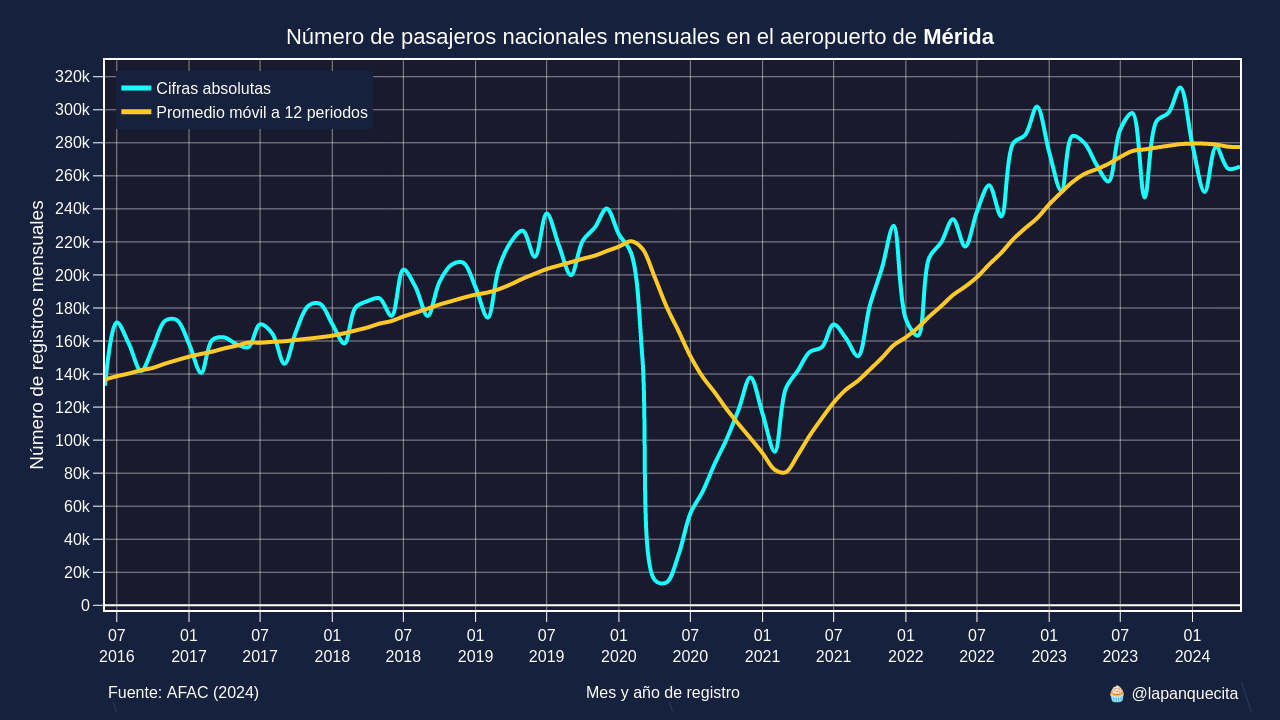 Número de pasajeros nacionales mensuales en el aeropuerto de Mérida
Cifras absolutas
Promedio móvil a 12 periodos
Número de registros mensuales
320k
300k
280k
260k
240k
220k
200k
180k
160k
140k
120k
100k
80k
60k
40k
20k
0
07 01 07 01 07 01 07 01 07 01 07 01 07 01 07 01
2016 2017 2017 2018 2018 2019 2019 2020 2020 2021 2021 2022 2022 2023 2023 2024
Fuente: AFAC (2024) Mes y año de registro 🧁 @lapanquecita